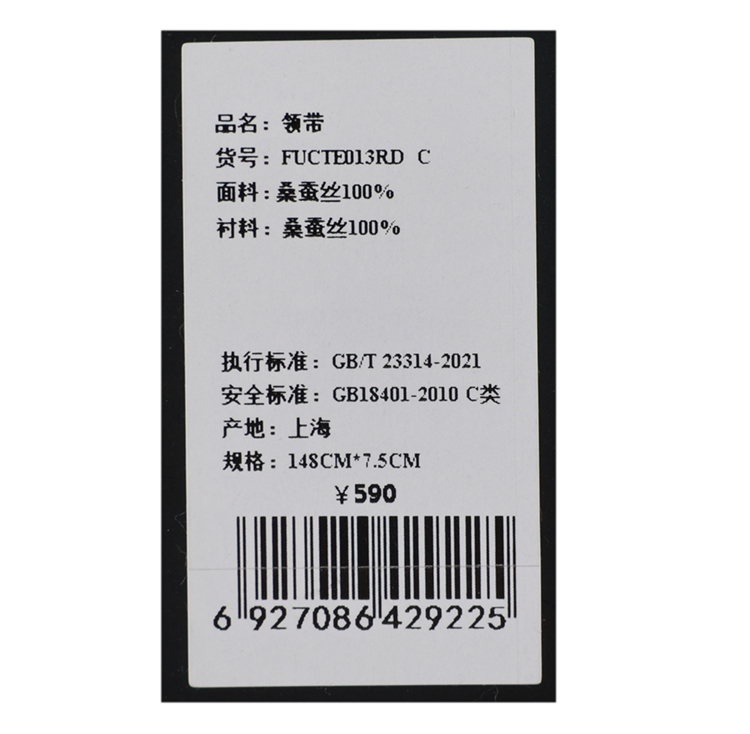 品名：领带
货号：FUCTE013RD C
面料：桑蚕丝100%
衬料：桑蚕丝100%
执行标准：GB/T 23314-2021
安全标准：GB18401-2010 C类
产地：上海
规格：148CM*7.5CM
￥590
6 927086 429225